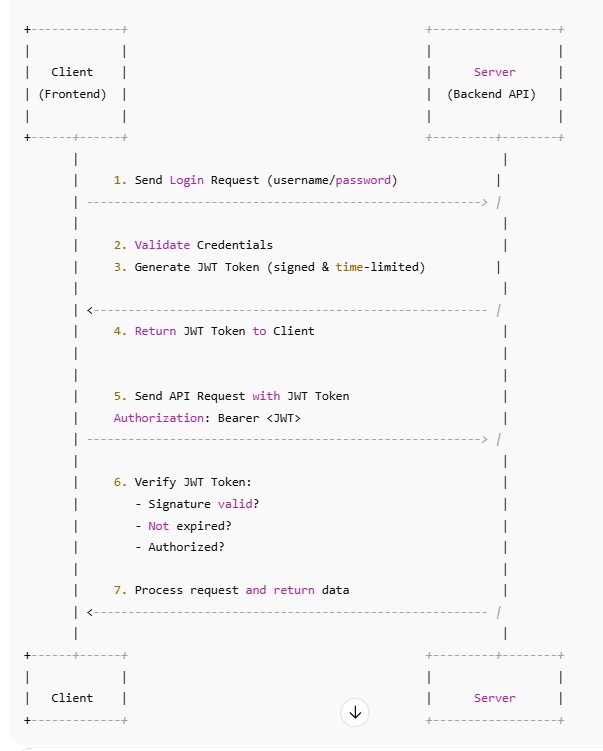 Client Server
(Frontend) (Backend API)
1. Send Login Request (username/password)
2. Validate Credentials
3. Generate JWT Token (signed & time-limited)
4. Return JWT Token to Client
5. Send API Request with JWT Token
Authorization: Bearer <JWT>
6. Verify JWT Token:
- Signature valid?
- Not expired?
- Authorized?
7. Process request and return data
Client Server